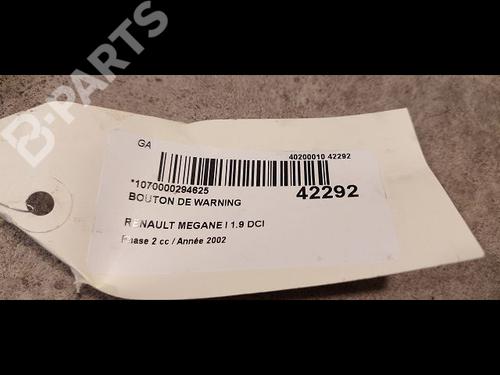 B-PARTS
GA
40200010 42292
*1070000294625
42292
BOUTON DE WARNING
RENAULT MEGANE I 1.9 DCI
Phase 2 cc / Année 2002